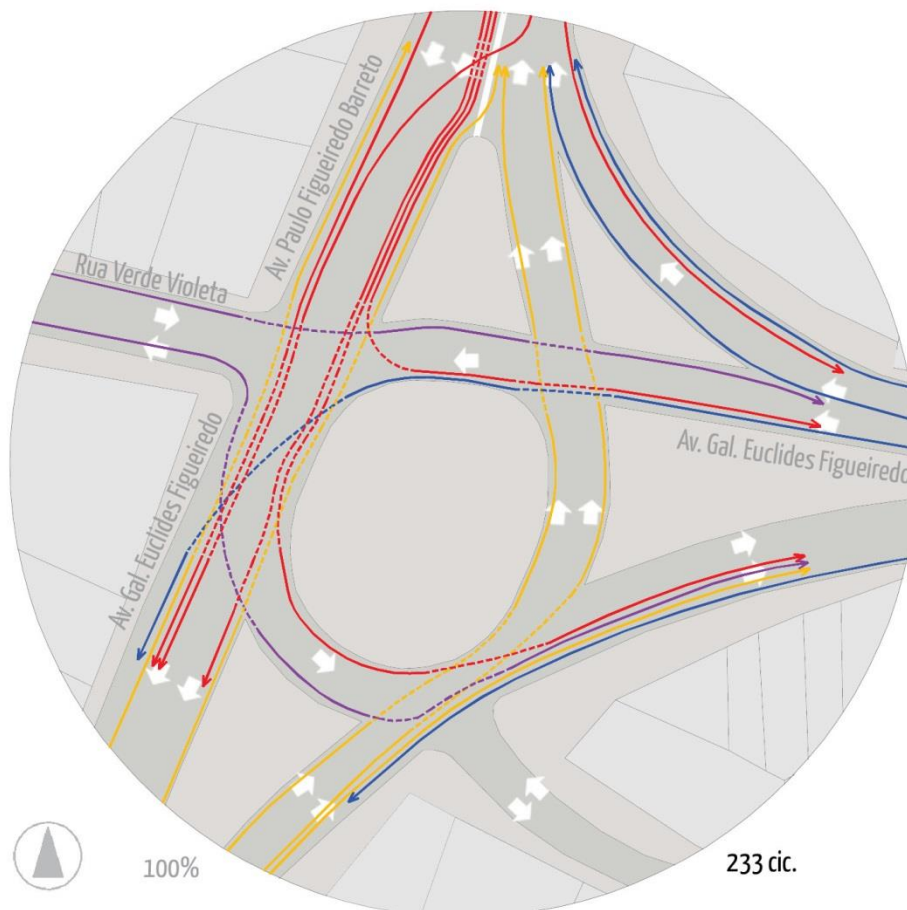 Av. Paulo Figueiredo Barreto
Rua Verde Violeta
Av. Gal. Euclides Figueiredo
Av. Gal. Euclides Figueiredo
100%
233 cic.